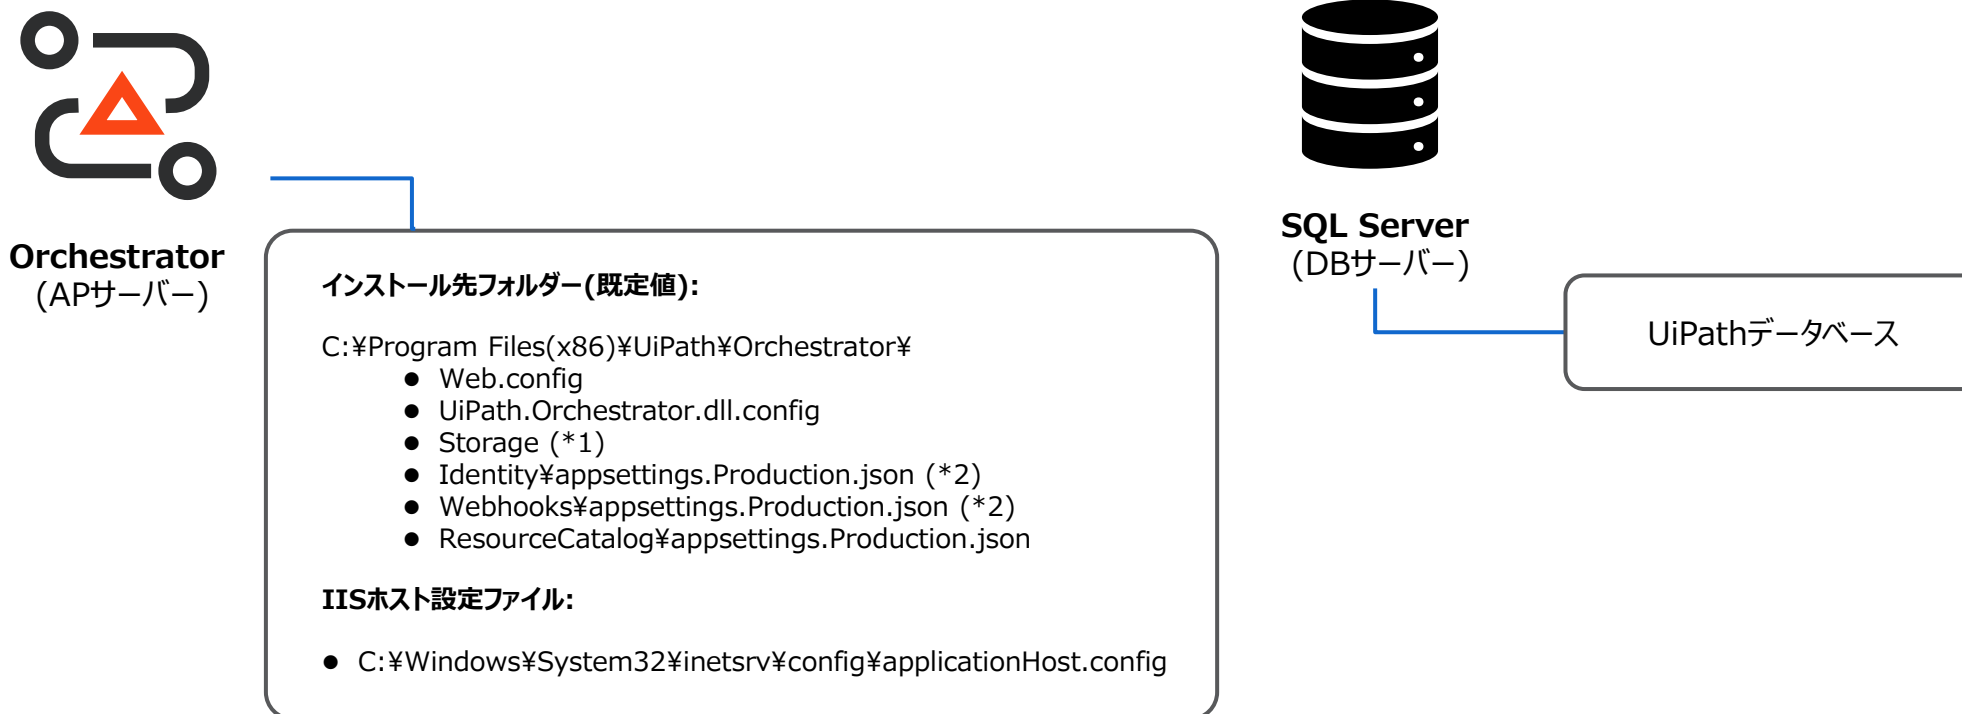 Orchestrator
(APサーバー)
インストール先フォルダー(既定値):
C:¥Program Files(x86)¥UiPath¥Orchestrator¥
● Web.config
● UiPath.Orchestrator.dll.config
● Storage (*1)
● Identity¥appsettings.Production.json (*2)
● Webhooks¥appsettings.Production.json (*2)
● ResourceCatalog¥appsettings.Production.json
IISホスト設定ファイル:
● C:¥Windows¥System32¥inetsrv¥config¥applicationHost.config
SQL Server
(DBサーバー)
UiPathデータベース